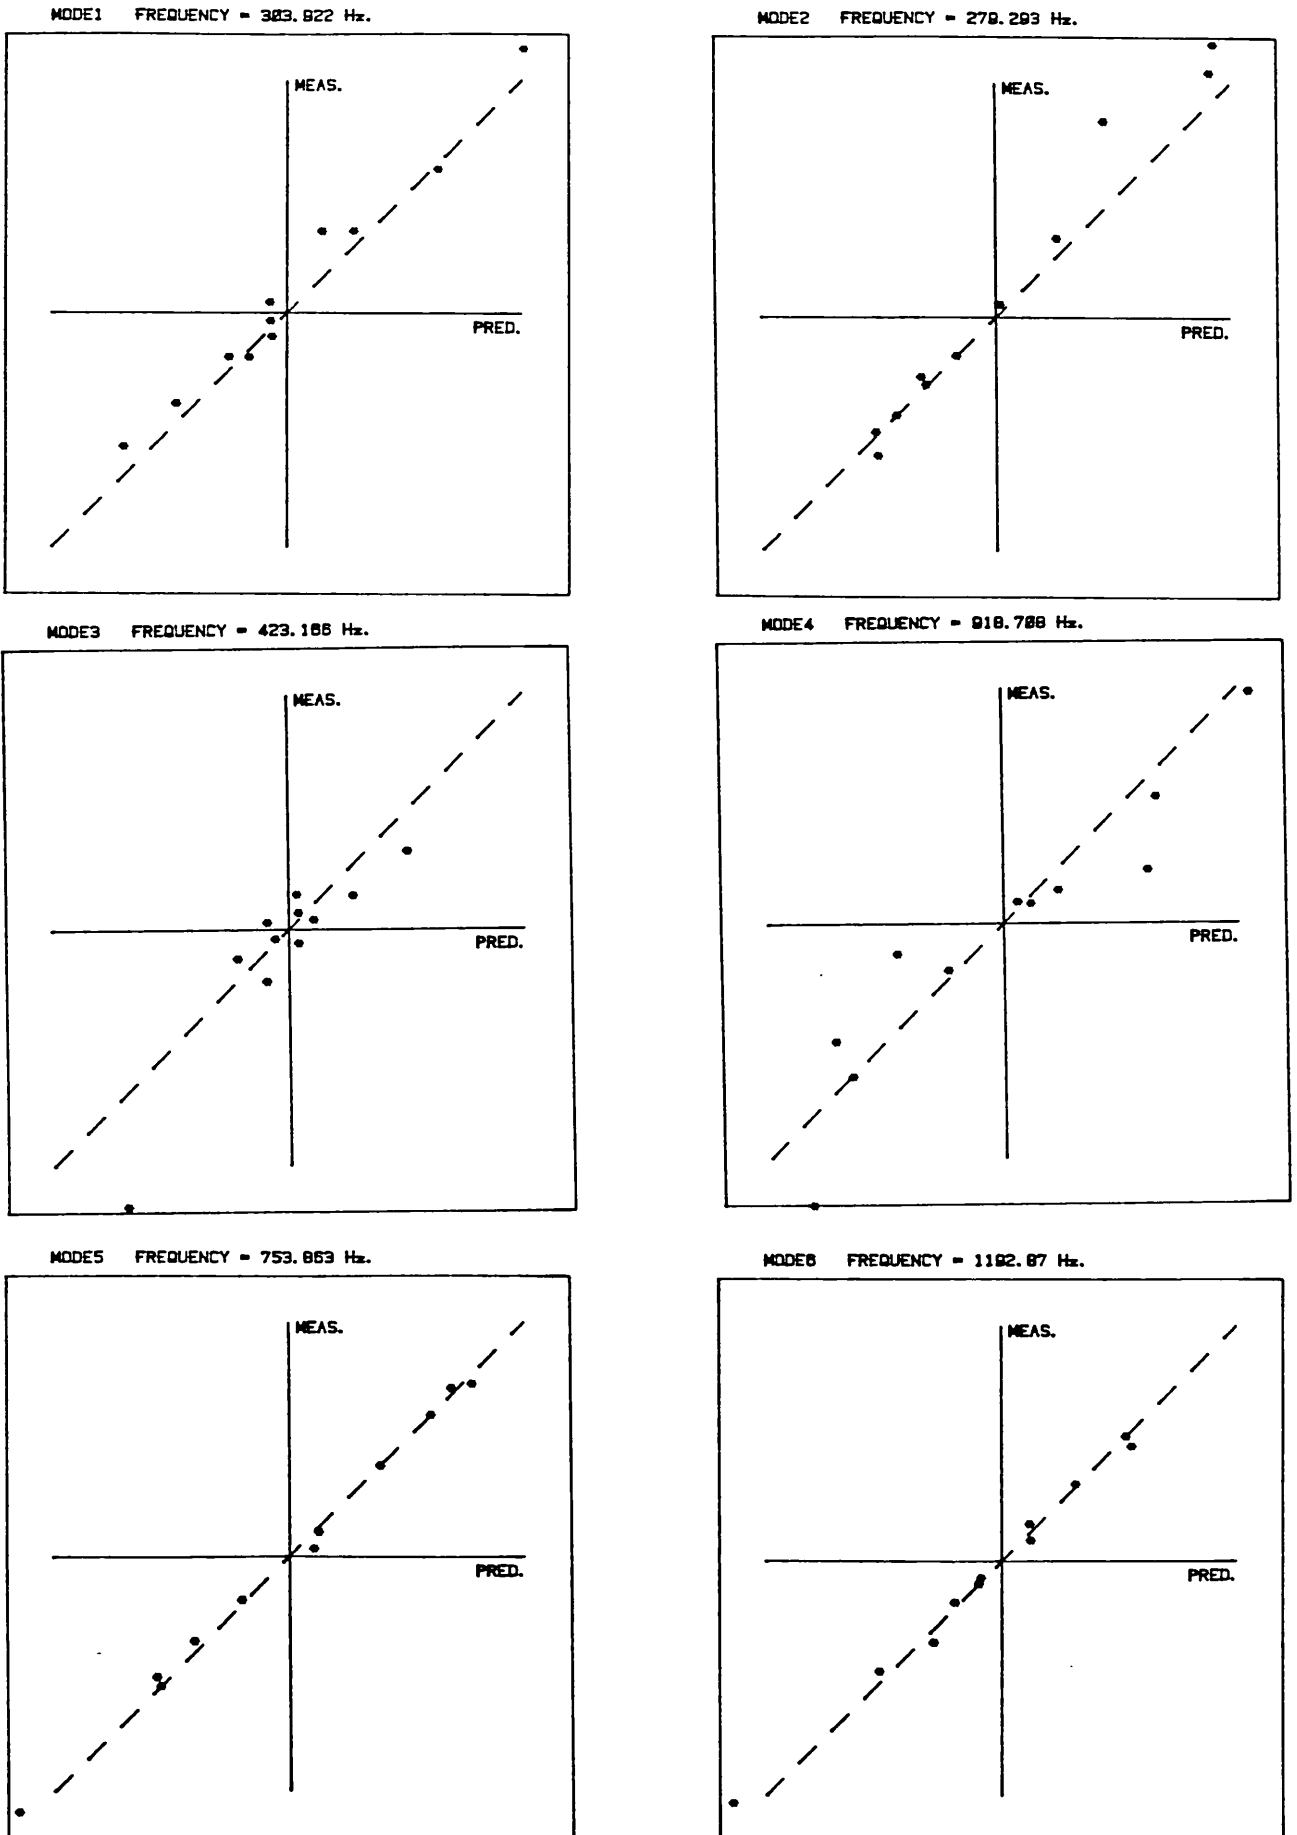 MODE1 FREQUENCY = 303.922 Hz.
MEAS.
PRED.
MODE2 FREQUENCY = 279.293 Hz.
MEAS.
PRED.
MODE3 FREQUENCY = 423.166 Hz.
MEAS.
PRED.
MODE4 FREQUENCY = 918.708 Hz.
MEAS.
PRED.
MODE5 FREQUENCY = 753.863 Hz.
MEAS.
PRED.
MODE6 FREQUENCY = 1192.87 Hz.
MEAS.
PRED.